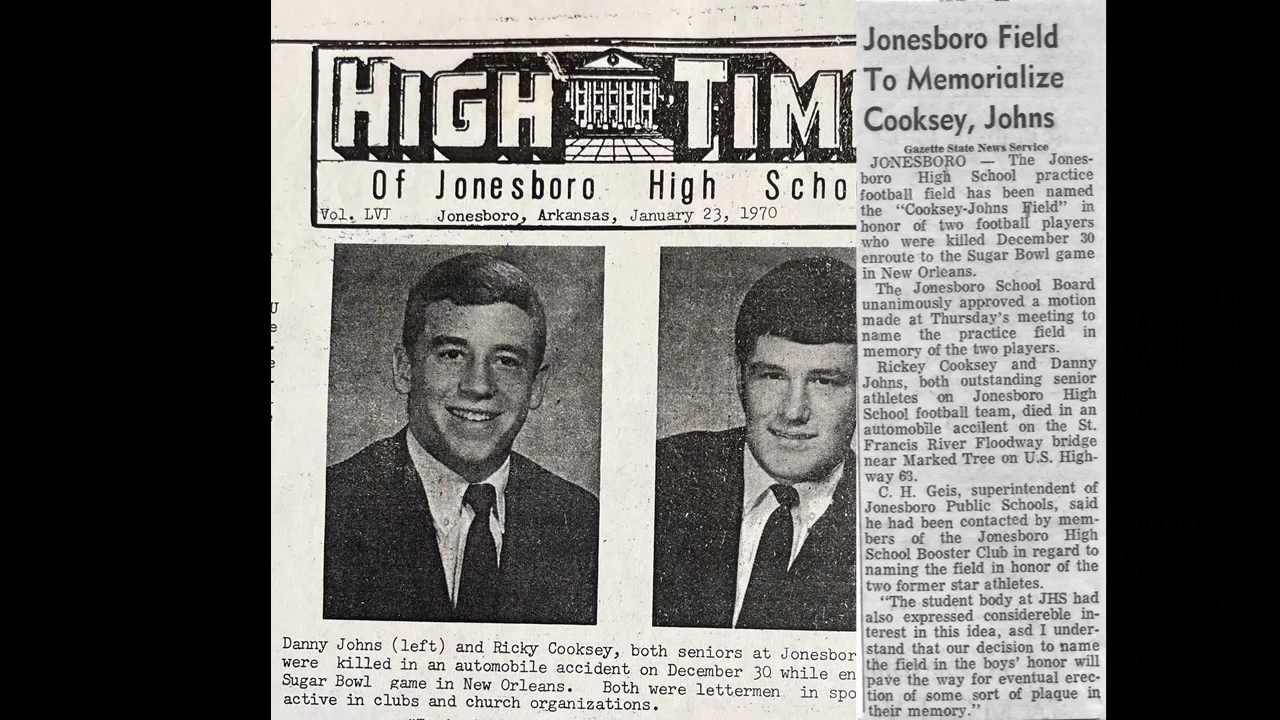 HIGH TIM
Of Jonesboro High Scho
Vol. LVI Jonesboro, Arkansas, January 23, 1970
Danny Johns (left) and Ricky Cooksey, both seniors at Jonesbor
were killed in an automobile accident on December 30 while en
Sugar Bowl game in New Orleans. Both were lettermen in spo
active in clubs and church organizations.
Jonesboro Field
To Memorialize
Cooksey, Johns
Gazette State News Service
JONESBORO — The Jones-
boro High School practice
football field has been named
the “Cooksey-Johns Field” in
honor of two football players
who were killed December 30
enroute to the Sugar Bowl game
in New Orleans.
The Jonesboro School Board
unanimously approved a motion
made at Thursday's meeting to
name the practice field in
memory of the two players.
Rickey Cooksey and Danny
Johns, both outstanding senior
athletes on Jonesboro High
School football team, died in an
automobile accilent on the St.
Francis River Floodway bridge
near Marked Tree on U.S. High-
way 63.
C. H. Geis, superintendent of
Jonesboro Public Schools, said
he had been contacted by mem-
bers of the Jonesboro High
School Booster Club in regard to
naming the field in honor of the
two former star athletes.
“The student body at JHS had
also expressed considereble in-
terest in this idea, asd I under-
stand that our decision to name
the field in the boys' honor will
pave the way for eventual erec-
tion of some sort of plaque in
their memory.”